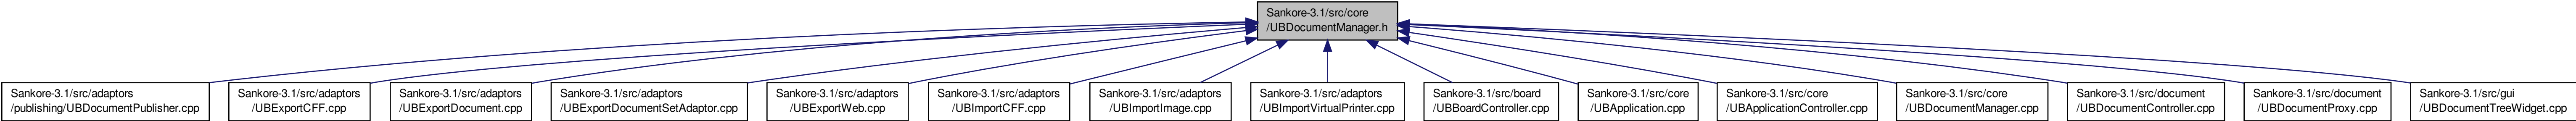 Sankore-3.1/src/core
/UBDocumentManager.h
Sankore-3.1/src/adaptors
/publishing/UBDocumentPublisher.cpp
Sankore-3.1/src/adaptors
/UBExportCFF.cpp
Sankore-3.1/src/adaptors
/UBExportDocument.cpp
Sankore-3.1/src/adaptors
/UBExportDocumentSetAdaptor.cpp
Sankore-3.1/src/adaptors
/UBExportWeb.cpp
Sankore-3.1/src/adaptors
/UBImportCFF.cpp
Sankore-3.1/src/adaptors
/UBImportImage.cpp
Sankore-3.1/src/adaptors
/UBImportVirtualPrinter.cpp
Sankore-3.1/src/board
/UBBoardController.cpp
Sankore-3.1/src/core
/UBApplication.cpp
Sankore-3.1/src/core
/UBApplicationController.cpp
Sankore-3.1/src/core
/UBDocumentManager.cpp
Sankore-3.1/src/document
/UBDocumentController.cpp
Sankore-3.1/src/document
/UBDocumentProxy.cpp
Sankore-3.1/src/gui
/UBDocumentTreeWidget.cpp